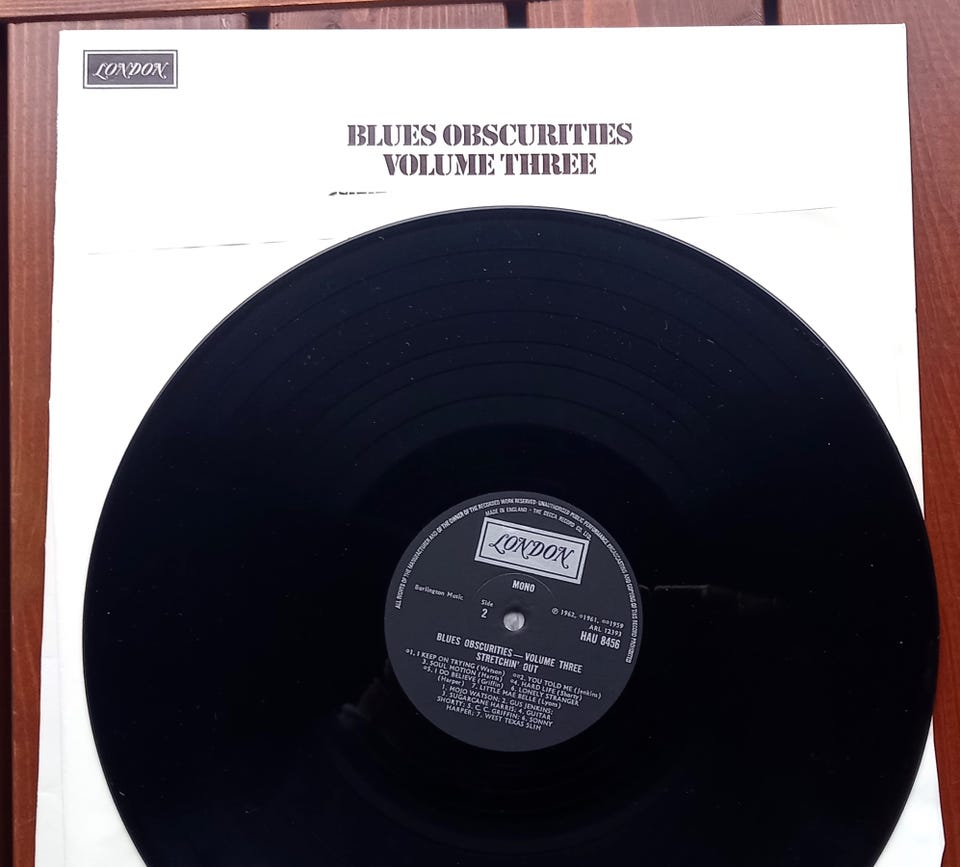 LONDON
BLUES OBSCURITIES
VOLUME THREE
ALL RIGHTS OF THE MANUFACTURER AND OF THE OWNER OF THE RECORDED WORK RESERVED· UNAUTHORISED PUBLIC PERFORMANCE BROADCASTING AND COPYING OF THIS RECORD PROHIBITED
MADE IN ENGLAND · THE DECCA RECORD CO. LTD.
LONDON
MONO
Burlington Music
Side
2
℗ 1962, *1961, **1959
ARL 12393
HAU 8456
BLUES OBSCURITIES — VOLUME THREE
STRETCHIN' OUT
*1. I KEEP ON TRYING (Watson) **2. YOU TOLD ME (Jenkins)
3. SOUL MOTION (Harris) *4. HARD LIFE (Shorty)
*5. I DO BELIEVE (Griffin) 6. LONELY STRANGER
(Harper) 7. LITTLE MAE BELLE (Lyons)
1. MOJO WATSON; 2. GUS JENKINS;
3. SUGARCANE HARRIS; 4. GUITAR
SHORTY; 5. C. C. GRIFFIN; 6. SONNY
HARPER; 7. WEST TEXAS SLIM